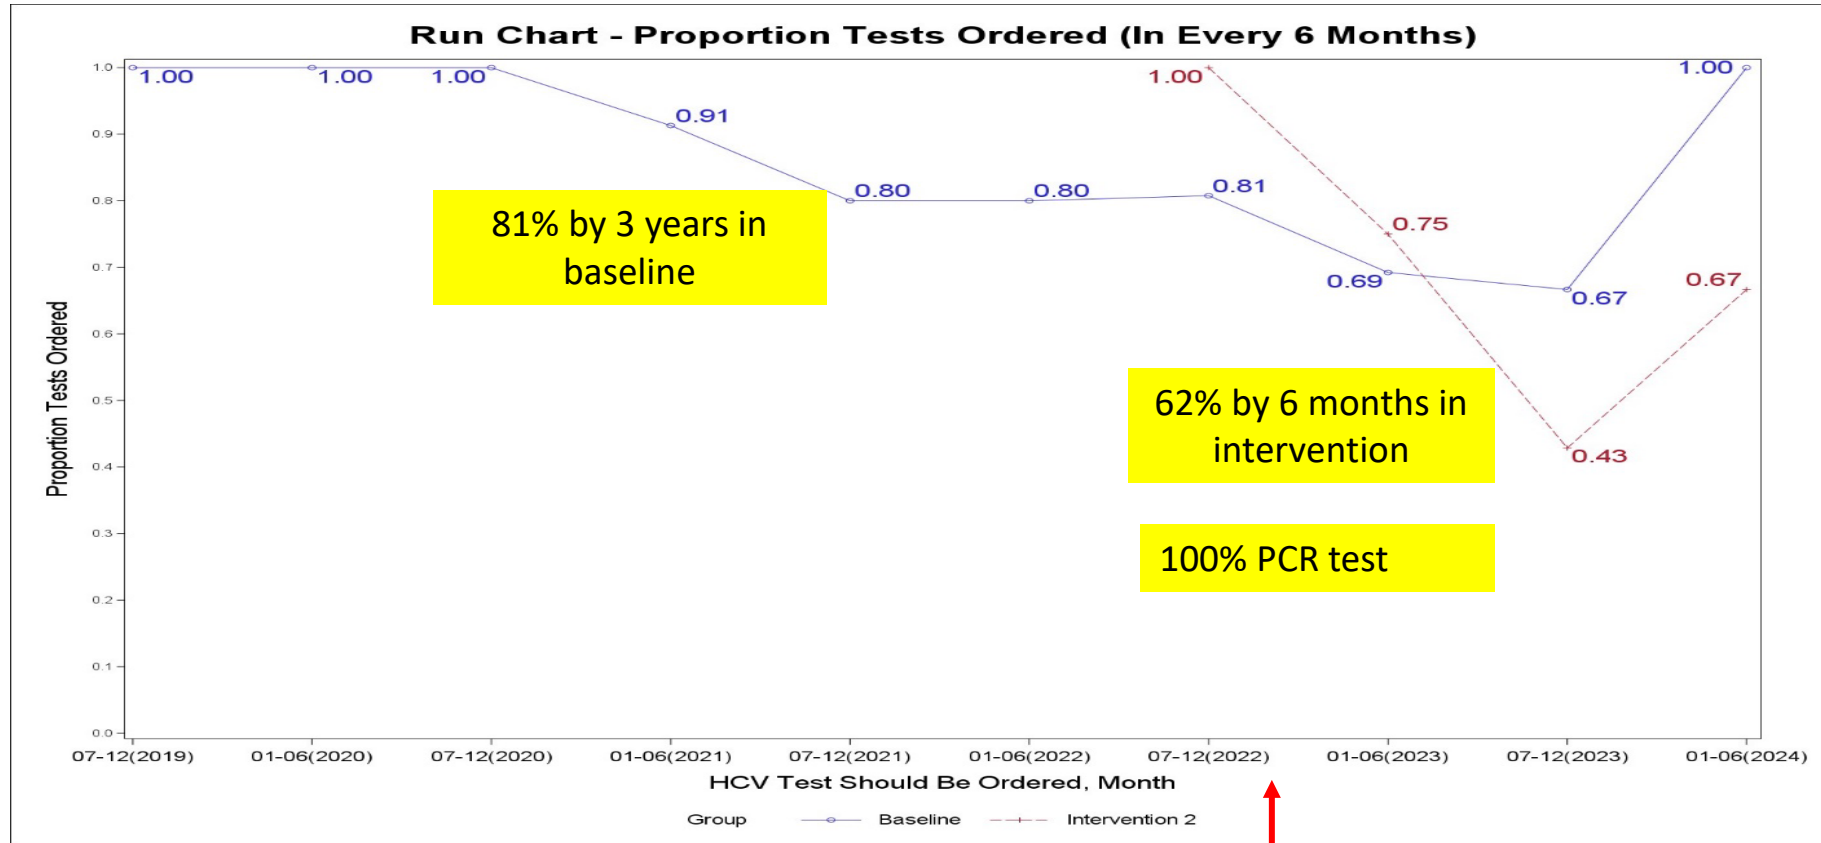 Run Chart - Proportion Tests Ordered (In Every 6 Months)
Proportion Tests Ordered
1.0
0.9
0.8
0.7
0.6
0.5
0.4
0.3
0.2
0.1
0.0
1.00
1.00
1.00
0.91
0.80
0.80
0.81
0.69
0.67
1.00
1.00
0.75
0.43
0.67
81% by 3 years in
baseline
62% by 6 months in
intervention
100% PCR test
07-12(2019) 01-06(2020) 07-12(2020) 01-06(2021) 07-12(2021) 01-06(2022) 07-12(2022) 01-06(2023) 07-12(2023) 01-06(2024)
HCV Test Should Be Ordered, Month
Group Baseline Intervention 2